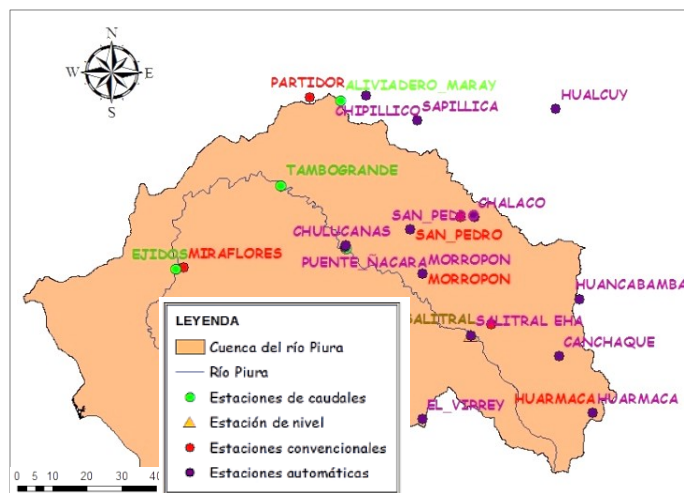 N
W E
S
PARTIDOR
ALIVIADERO_MARAY
CHIPILLICO
SAPILLICA
HUALCUY
TAMBOGRANDE
CHALACO
SAN_PEDRO
SAN_PEDRO
CHULUCANAS
EJIDOS
MIRAFLORES
PUENTE_ÑACARA
MORROPON
MORROPON
HUANCABAMBA
SALITRAL
SALITRAL EHA
CANCHAQUE
HUARMACA
HUARMACA
EL_VIRREY
LEYENDA
Cuenca del río Piura
Río Piura
Estaciones de caudales
Estación de nivel
Estaciones convencionales
Estaciones automáticas
0 5 10 20 30 40